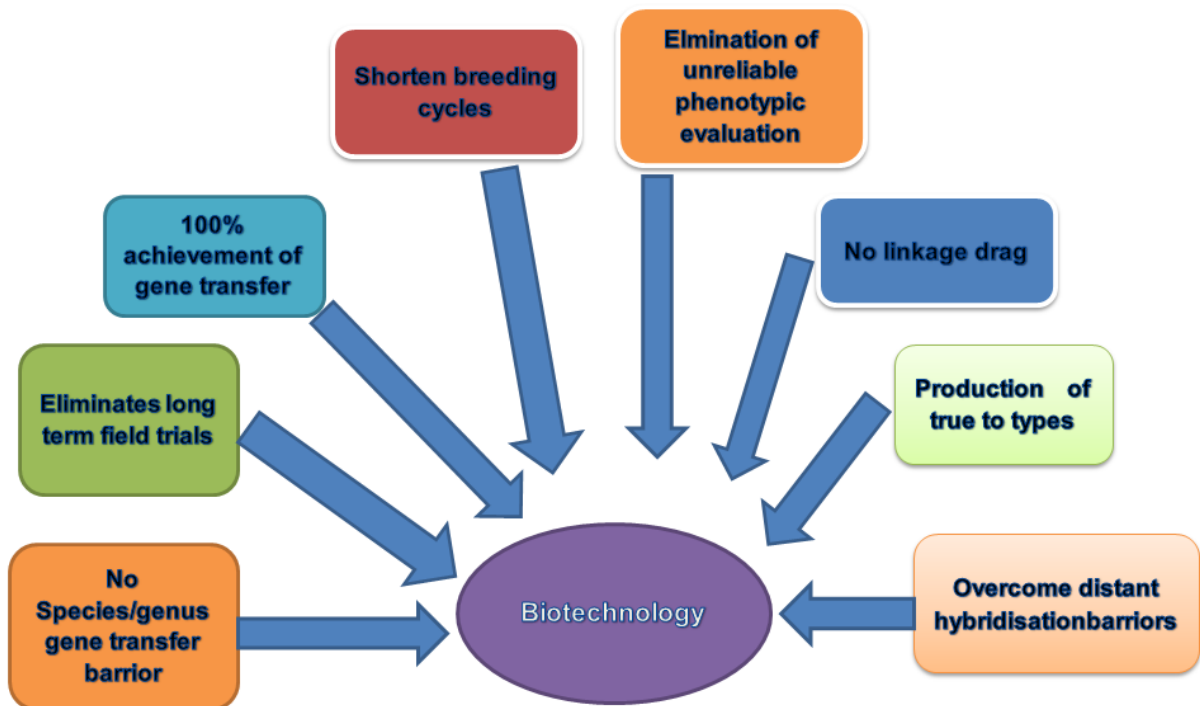 Shorten breeding
cycles
Elmination of
unreliable
phenotypic
evaluation
100%
achievement of
gene transfer
No linkage drag
Eliminates long
term field trials
Production of
true to types
No
Species/genus
gene transfer
barrior
Biotechnology
Overcome distant
hybridisationbarriors